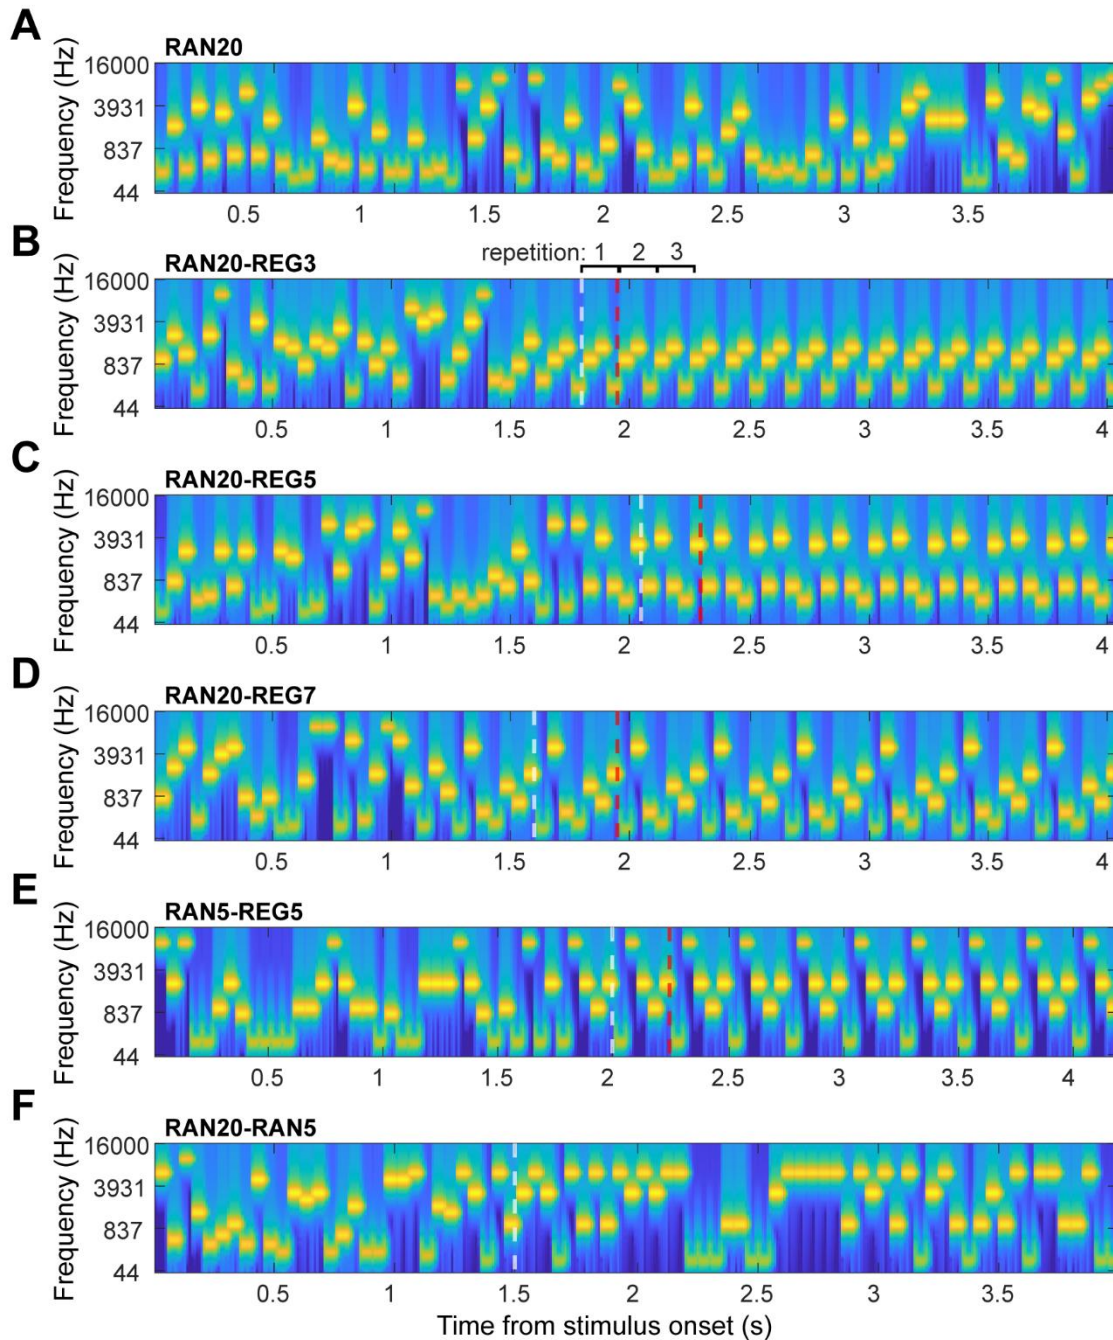 A
RAN20
Frequency (Hz)
16000
3931
837
44
0.5 1 1.5 2 2.5 3 3.5
B
RAN20-REG3
repetition: 1 2 3
Frequency (Hz)
16000
3931
837
44
0.5 1 1.5 2 2.5 3 3.5 4
C
RAN20-REG5
Frequency (Hz)
16000
3931
837
44
0.5 1 1.5 2 2.5 3 3.5 4
D
RAN20-REG7
Frequency (Hz)
16000
3931
837
44
0.5 1 1.5 2 2.5 3 3.5 4
E
RAN5-REG5
Frequency (Hz)
16000
3931
837
44
0.5 1 1.5 2 2.5 3 3.5 4
F
RAN20-RAN5
Frequency (Hz)
16000
3931
837
44
0.5 1 1.5 2 2.5 3 3.5
Time from stimulus onset (s)